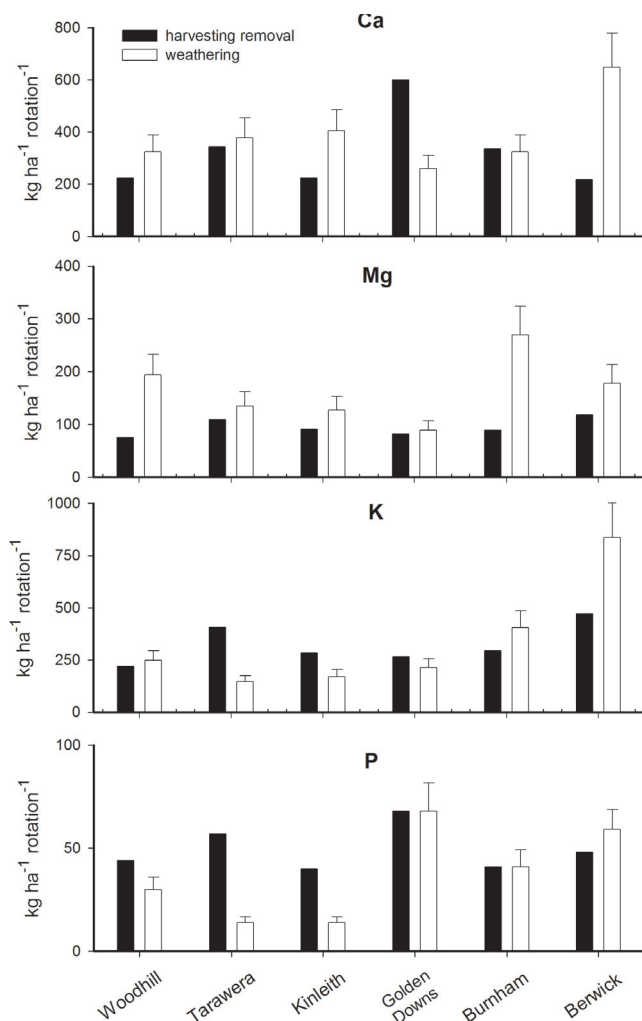 Ca
harvesting removal
weathering
800
600
400
200
0
kg ha⁻¹ rotation⁻¹
Mg
400
300
200
100
0
kg ha⁻¹ rotation⁻¹
K
1000
750
500
250
0
kg ha⁻¹ rotation⁻¹
P
100
50
0
kg ha⁻¹ rotation⁻¹
Woodhill
Tarawera
Kinleith
Golden
Downs
Burnham
Berwick